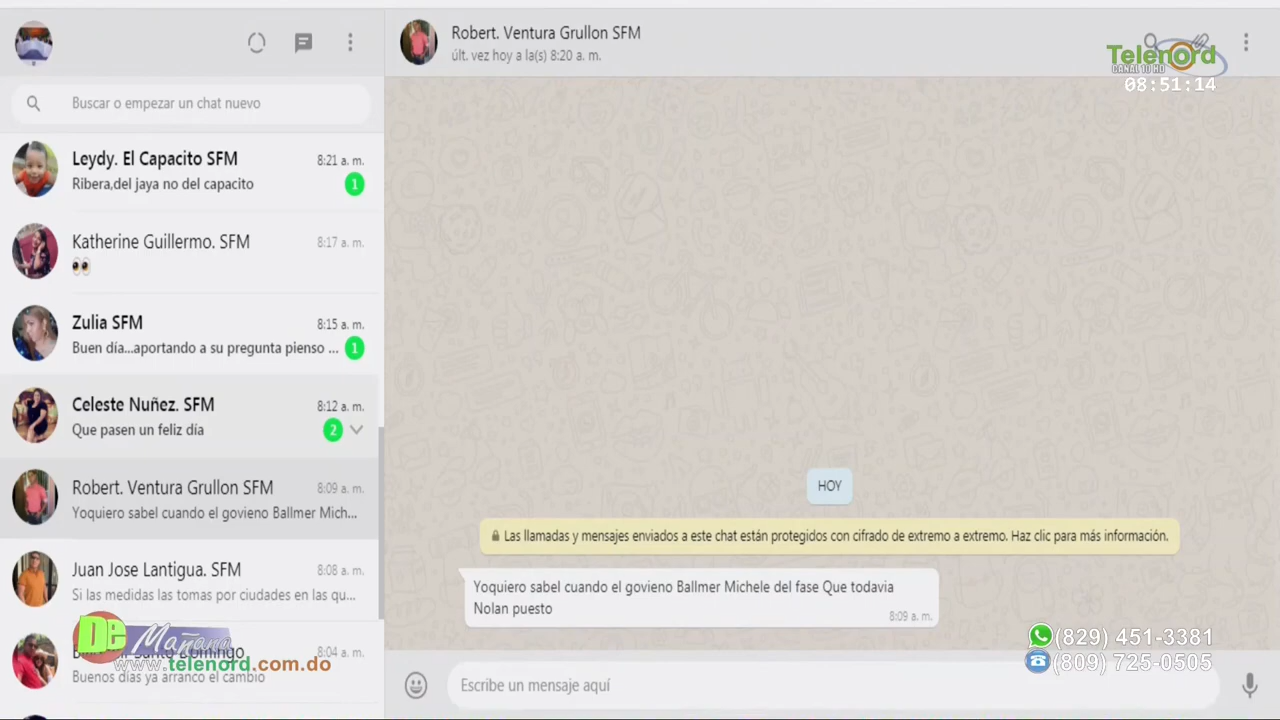 Robert. Ventura Grullon SFM
últ. vez hoy a la(s) 8:20 a. m.
Telenord
CANAL 10 HD
08:51:14
Buscar o empezar un chat nuevo
Leydy. El Capacito SFM
8:21 a. m.
Ribera,del jaya no del capacito
1
Katherine Guillermo. SFM
8:17 a. m.
👀
Zulia SFM
8:15 a. m.
Buen día...aportando a su pregunta pienso ...
1
Celeste Nuñez. SFM
8:12 a. m.
Que pasen un feliz día
2
Robert. Ventura Grullon SFM
8:09 a. m.
Yoquiero sabel cuando el govieno Ballmer Mich...
Juan Jose Lantigua. SFM
8:08 a. m.
Si las medidas las tomas por ciudades en las qu...
Santo Domingo
8:04 a. m.
Buenos días ya arranco el cambio
De Mañana
www.telenord.com.do
HOY
Las llamadas y mensajes enviados a este chat están protegidos con cifrado de extremo a extremo. Haz clic para más información.
Yoquiero sabel cuando el govieno Ballmer Michele del fase Que todavia
Nolan puesto
8:09 a. m.
(829) 451-3381
(809) 725-0505
Escribe un mensaje aquí